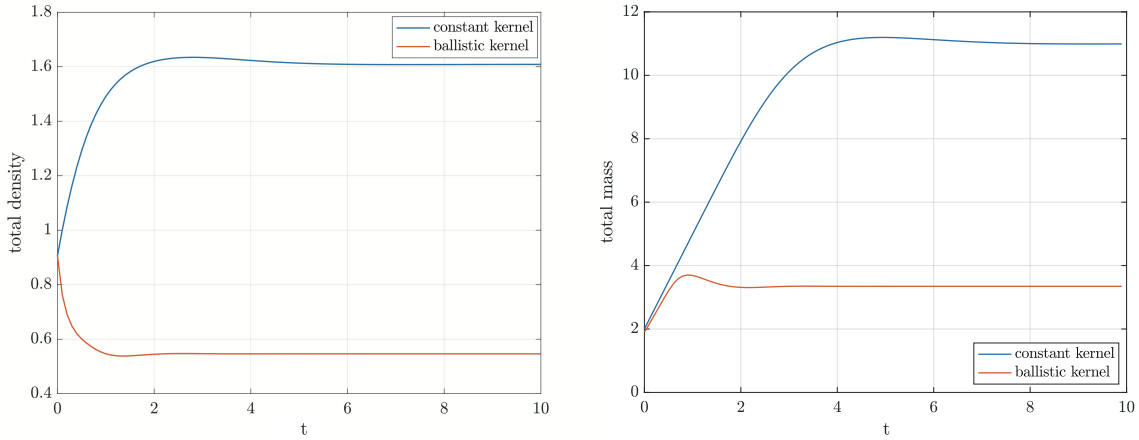 1.8
1.6
1.4
1.2
1
0.8
0.6
0.4
total density
constant kernel
ballistic kernel
0 2 4 6 8 10
t
12
10
8
6
4
2
0
total mass
constant kernel
ballistic kernel
0 2 4 6 8 10
t